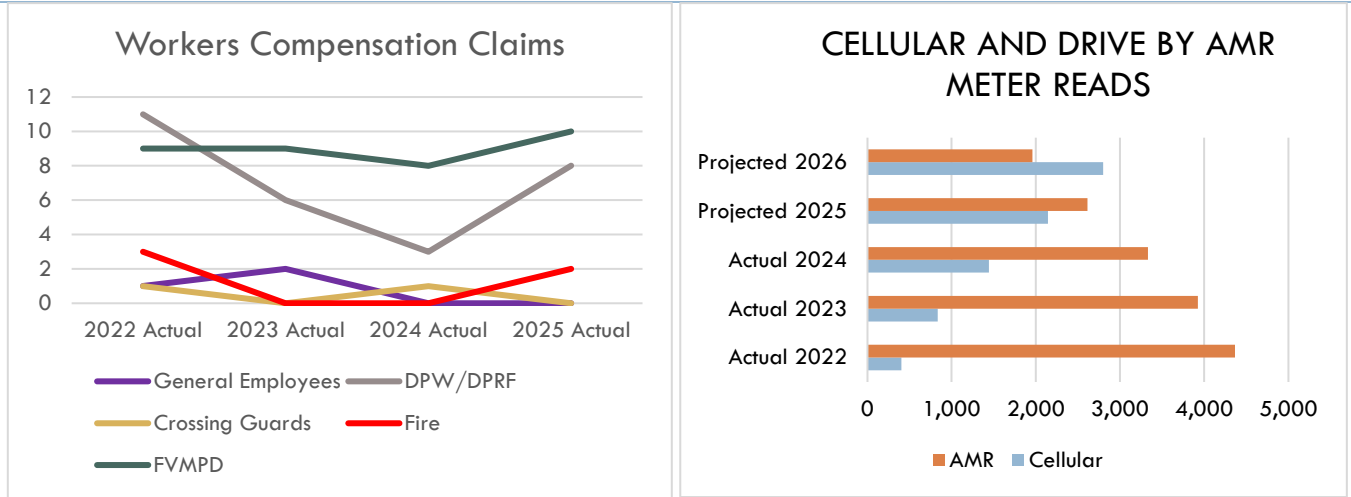 Workers Compensation Claims
12
10
8
6
4
2
0
2022 Actual 2023 Actual 2024 Actual 2025 Actual
General Employees DPW/DPRF
Crossing Guards Fire
FVMPD
CELLULAR AND DRIVE BY AMR
METER READS
Projected 2026
Projected 2025
Actual 2024
Actual 2023
Actual 2022
0 1,000 2,000 3,000 4,000 5,000
AMR Cellular